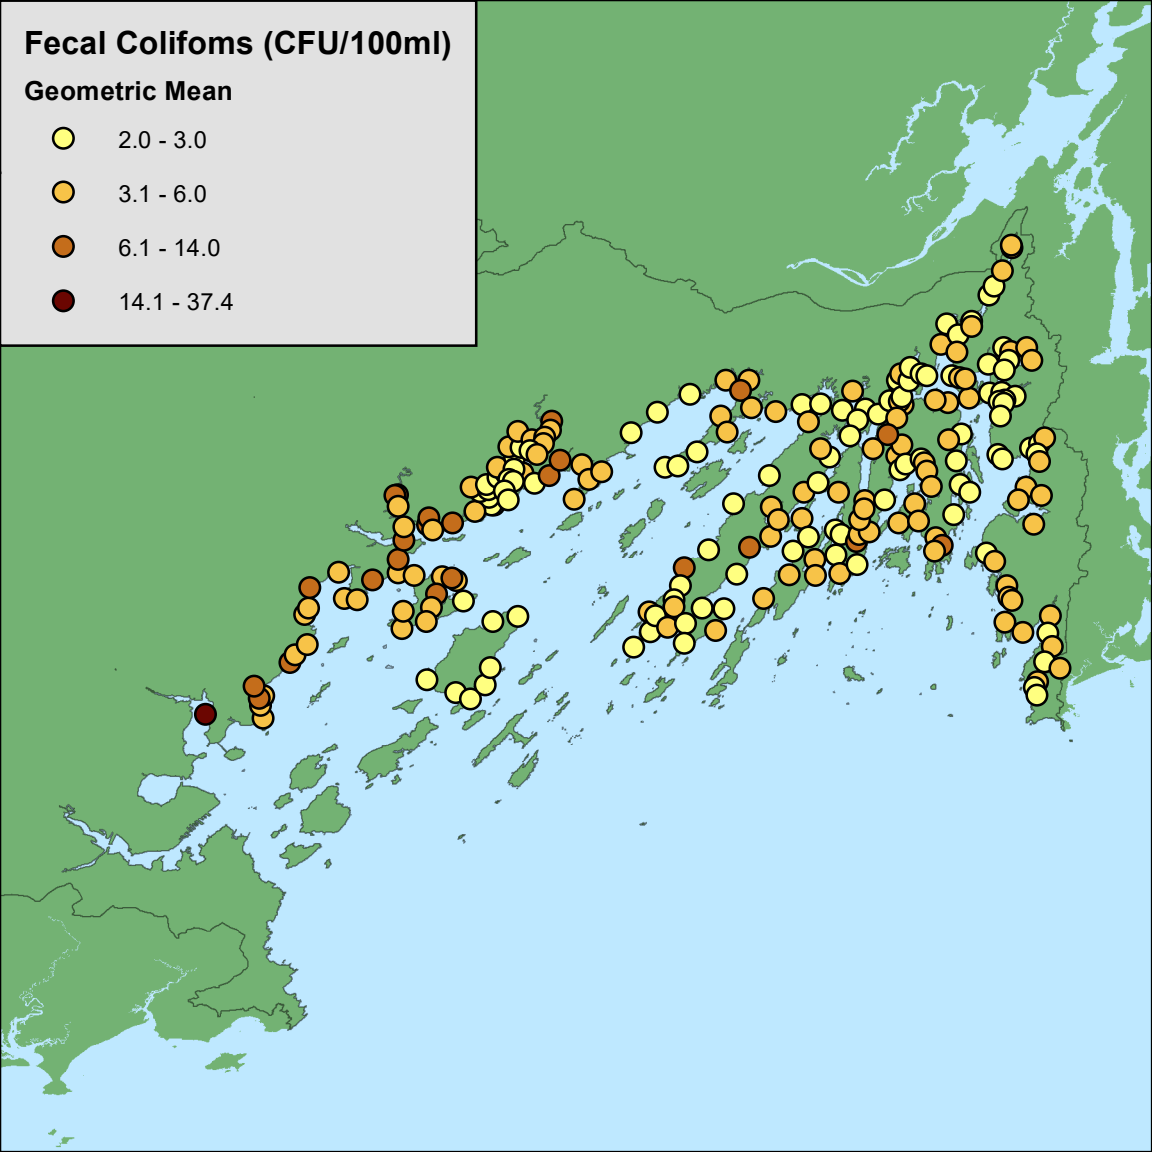 Fecal Colifoms (CFU/100ml)
Geometric Mean
2.0 - 3.0
3.1 - 6.0
6.1 - 14.0
14.1 - 37.4